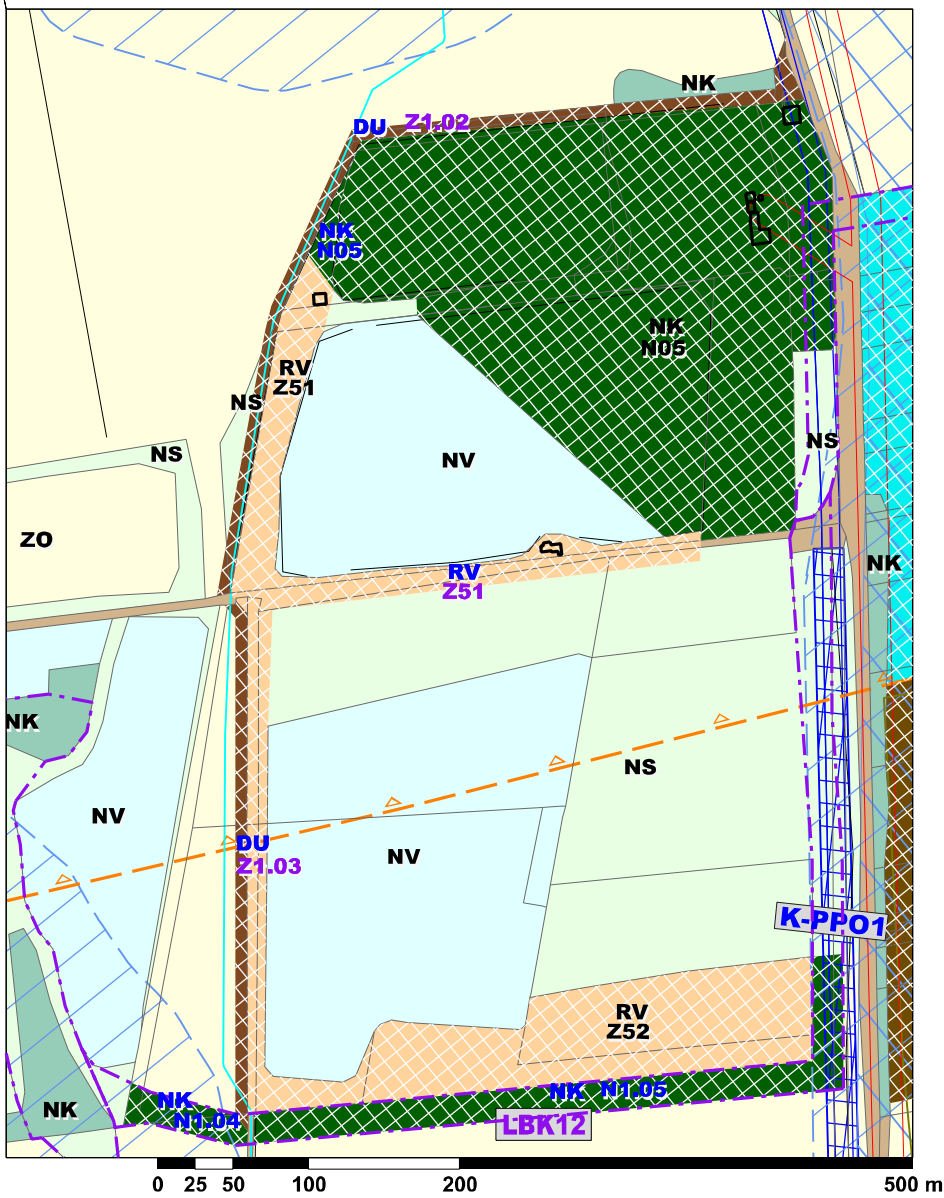 NK
DU Z1.02
NK
N05
NK
N05
RV
Z51
NS
NS
NS
NV
ZO
RV
Z51
NK
NK
NS
NV
NV
DU
Z1.03
K-PPO1
RV
Z52
NK N1.05
NK
N1.04
NK
LBK12
0 25 50 100 200 500 m